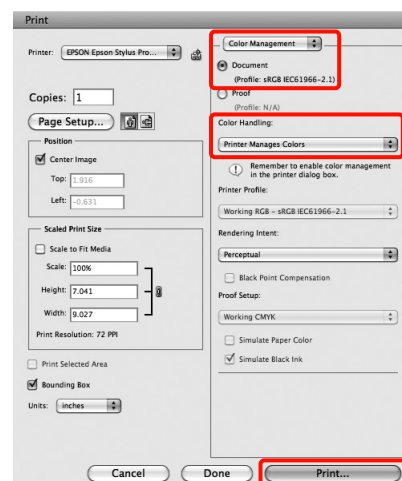 Print
Printer: EPSON Epson Stylus Pro...
Copies: 1
Page Setup...
Position
Center Image
Top: 1.916
Left: -0.631
Scaled Print Size
Scale to Fit Media
Scale: 100%
Height: 7.041
Width: 9.027
Print Resolution: 72 PPI
Print Selected Area
Bounding Box
Units: inches
Color Management
Document
(Profile: sRGB IEC61966-2.1)
Proof
(Profile: N/A)
Color Handling:
Printer Manages Colors
Remember to enable color management
in the printer dialog box.
Printer Profile:
Working RGB - sRGB IEC61966-2.1
Rendering Intent:
Perceptual
Black Point Compensation
Proof Setup:
Working CMYK
Simulate Paper Color
Simulate Black Ink
Cancel
Done
Print...